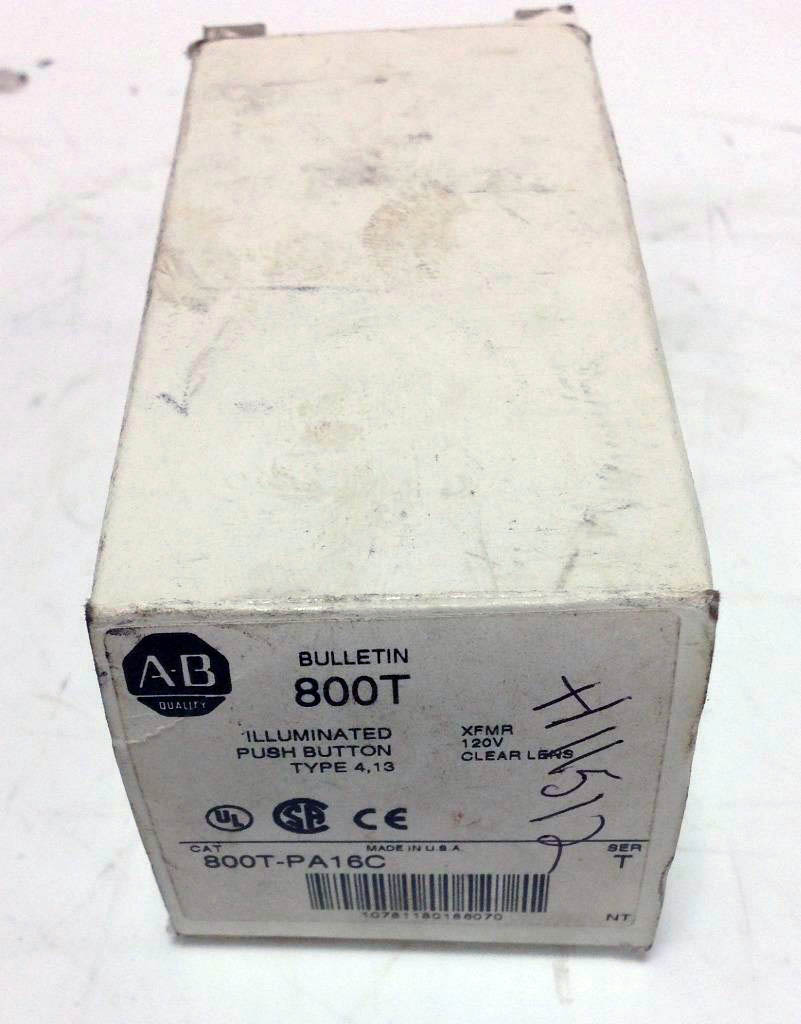 A-B
QUALITY
BULLETIN
800T
ILLUMINATED
PUSH BUTTON
TYPE 4,13
XFMR
120V
CLEAR LENS
UL
CE
CAT
MADE IN U.S.A.
SER
800T-PA16C
T
NT